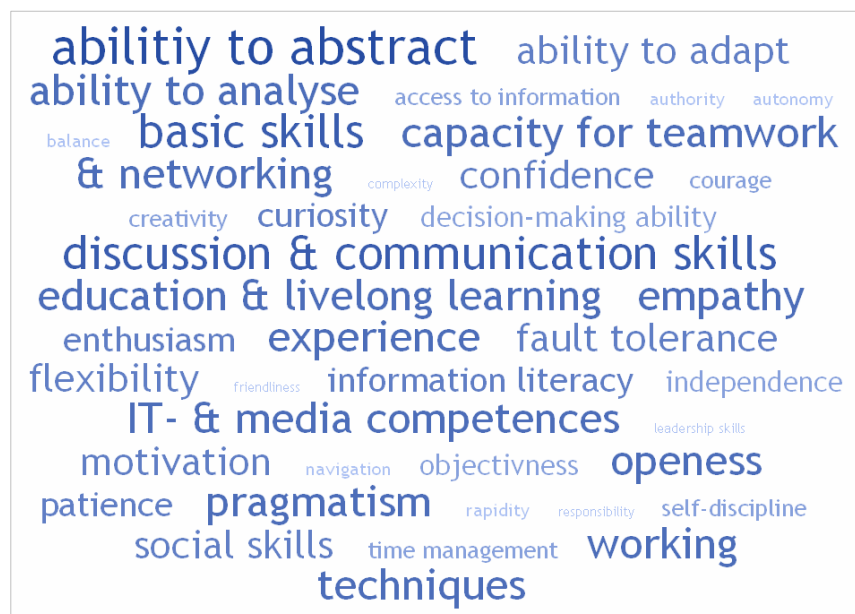 abilitiy to abstract ability to adapt
ability to analyse access to information authority autonomy
balance basic skills capacity for teamwork
& networking complexity confidence courage
creativity curiosity decision-making ability
discussion & communication skills
education & livelong learning empathy
enthusiasm experience fault tolerance
flexibility friendliness information literacy independence
IT- & media competences leadership skills
motivation navigation objectivness openess
patience pragmatism rapidity responsibility self-discipline
social skills time management working
techniques